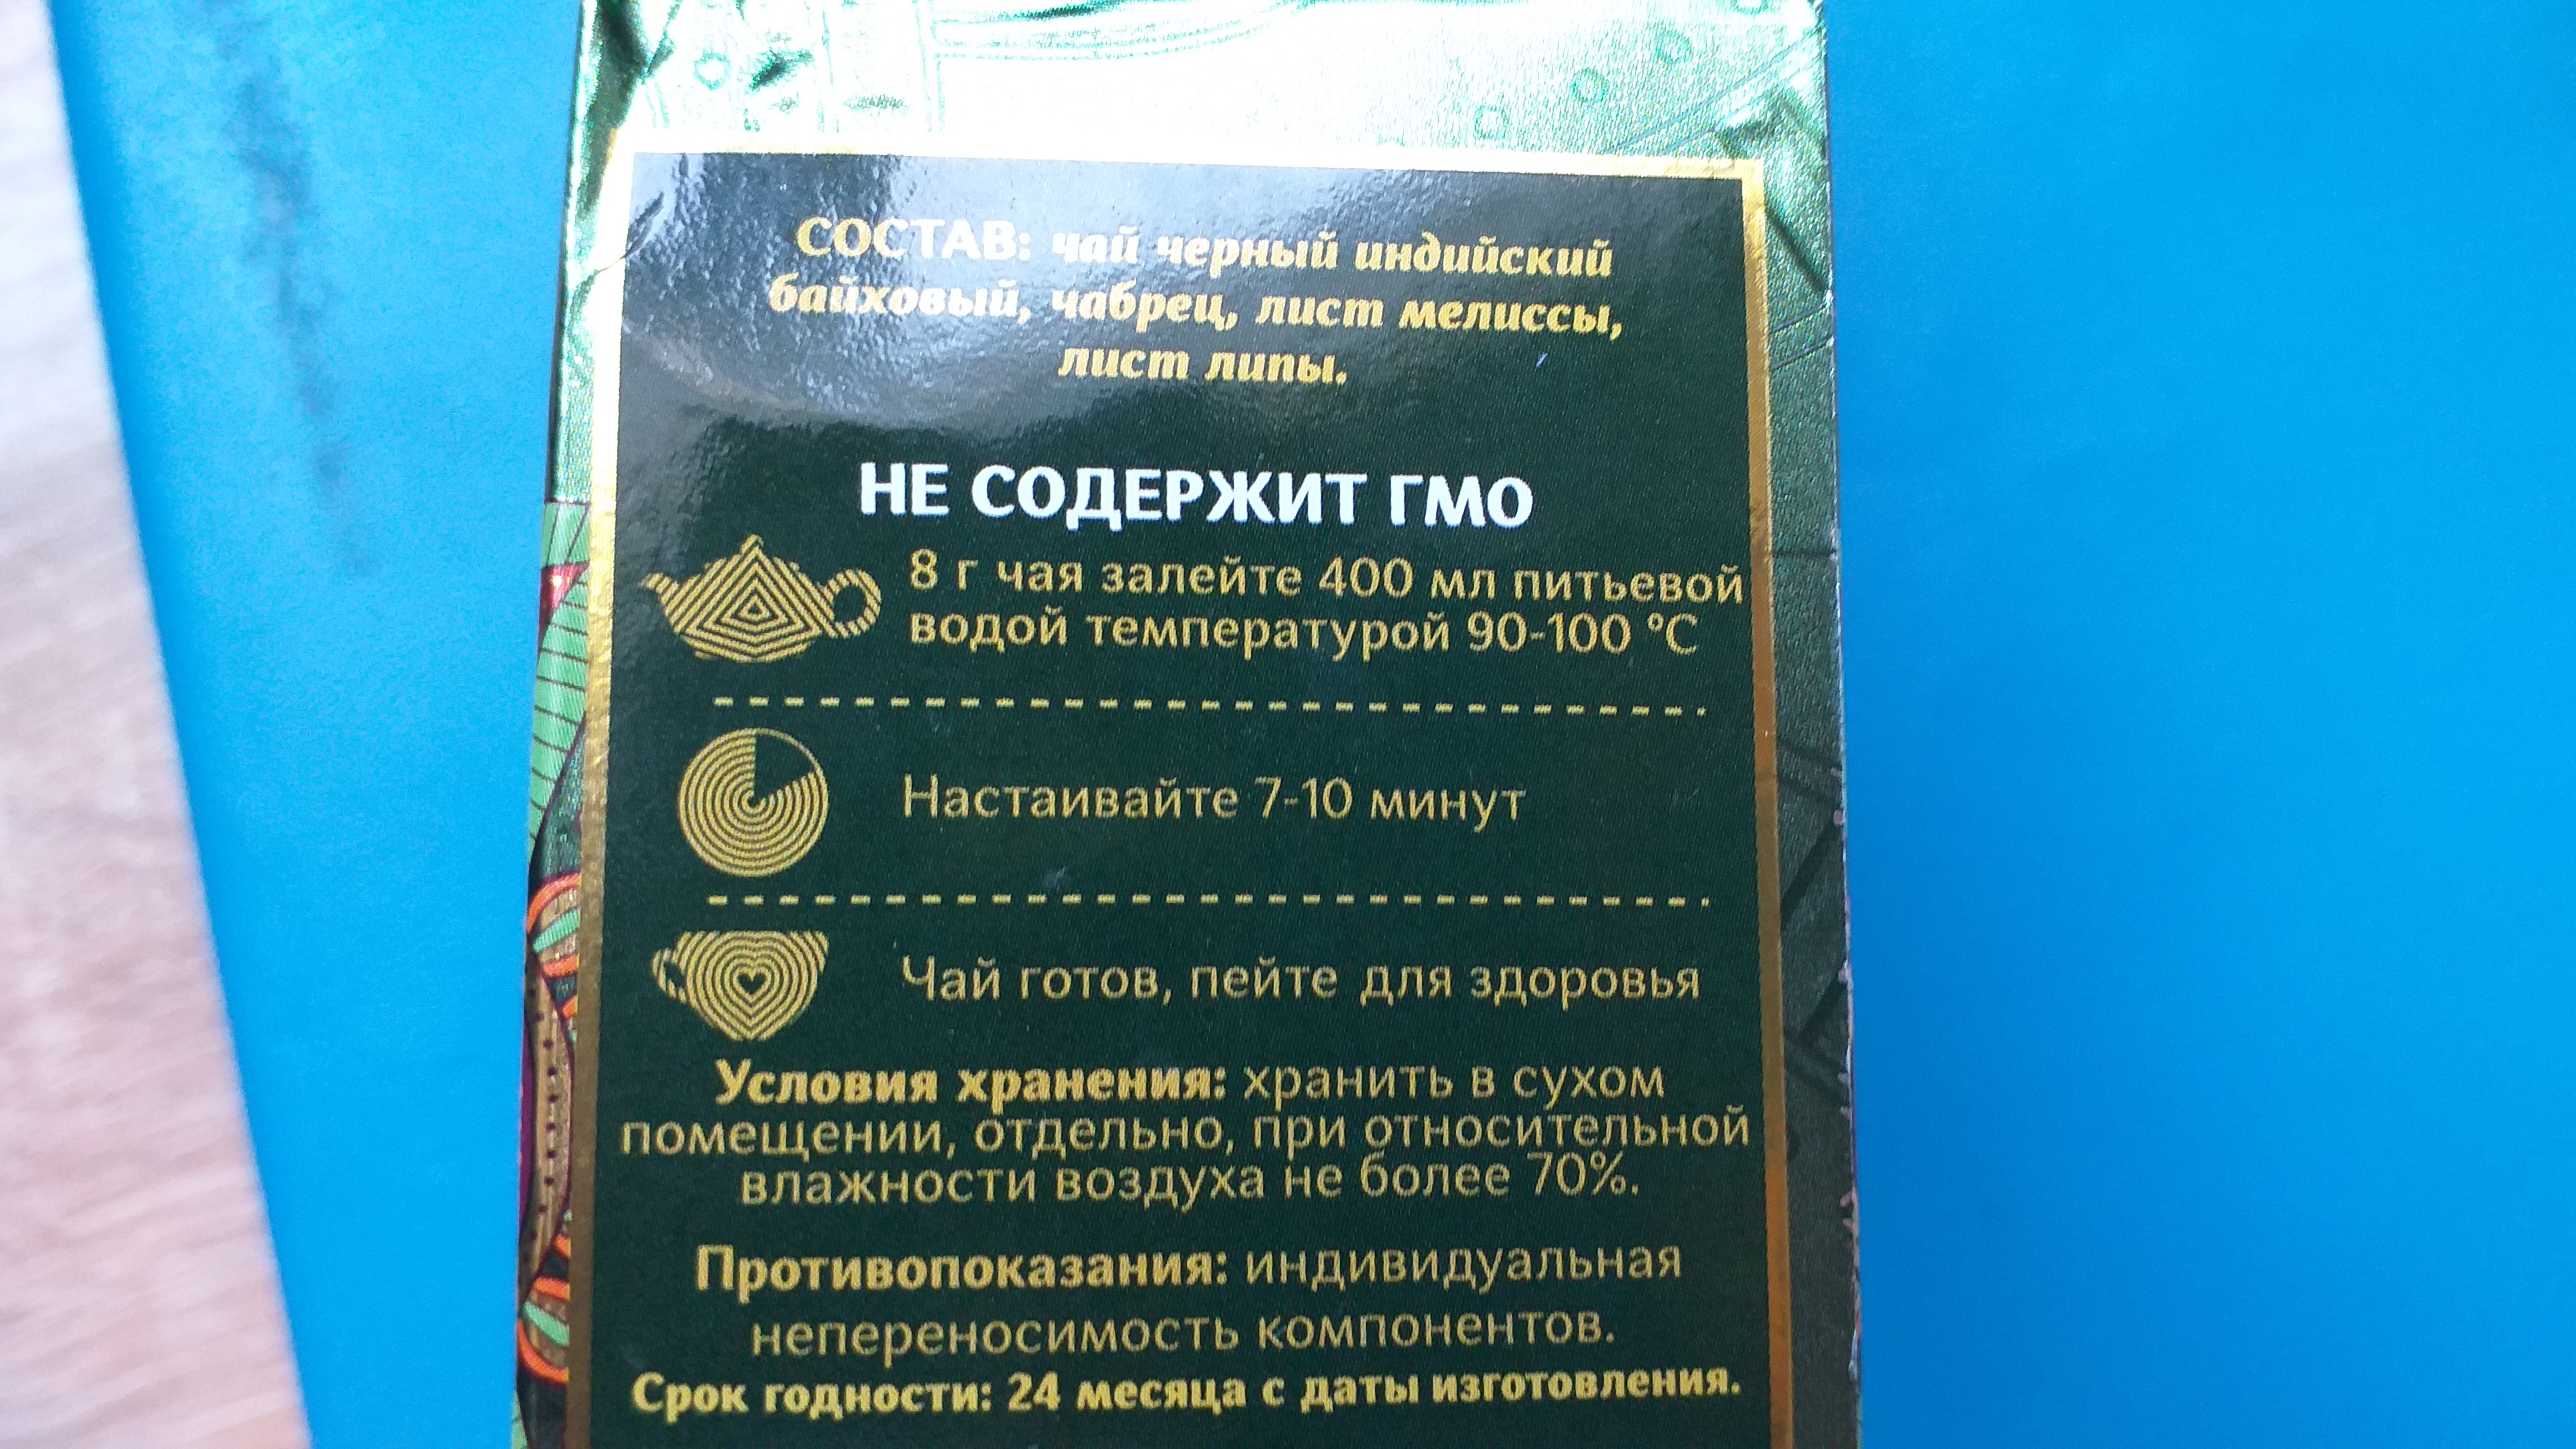 СОСТАВ: чай черный индийский
байховый, чабрец, лист мелиссы,
лист липы.
НЕ СОДЕРЖИТ ГМО
8 г чая залейте 400 мл питьевой
водой температурой 90-100 °С
Настаивайте 7-10 минут
Чай готов, пейте для здоровья
Условия хранения: хранить в сухом
помещении, отдельно, при относительной
влажности воздуха не более 70%.
Противопоказания: индивидуальная
непереносимость компонентов.
Срок годности: 24 месяца с даты изготовления.